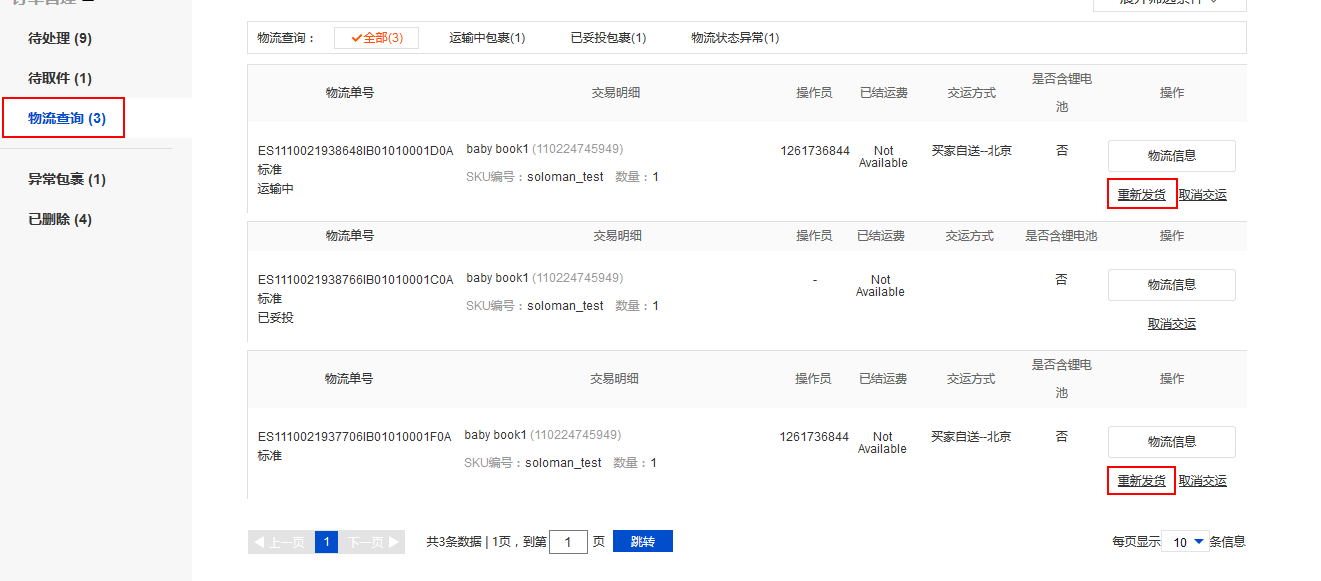 待处理 (9)
待取件 (1)
物流查询 (3)
异常包裹 (1)
已删除 (4)
物流查询： 全部(3) 运输中包裹(1) 已妥投包裹(1) 物流状态异常(1)
物流单号 交易明细 操作员 已结运费 交运方式 是否含锂电池 操作
ES1110021938648IB01010001D0A
标准
运输中
baby book1 (110224745949)
SKU编号：soloman_test 数量：1
1261736844 Not Available 买家自送--北京 否 物流信息
重新发货 取消交运
物流单号 交易明细 操作员 已结运费 交运方式 是否含锂电池 操作
ES1110021938766IB01010001C0A
标准
已妥投
baby book1 (110224745949)
SKU编号：soloman_test 数量：1
- Not Available 否 物流信息
取消交运
物流单号 交易明细 操作员 已结运费 交运方式 是否含锂电池 操作
ES1110021937706IB01010001F0A
标准
baby book1 (110224745949)
SKU编号：soloman_test 数量：1
1261736844 Not Available 买家自送--北京 否 物流信息
重新发货 取消交运
上一页 1 下一页 共3条数据 | 1页，到第 1 页 跳转 每页显示 10 条信息